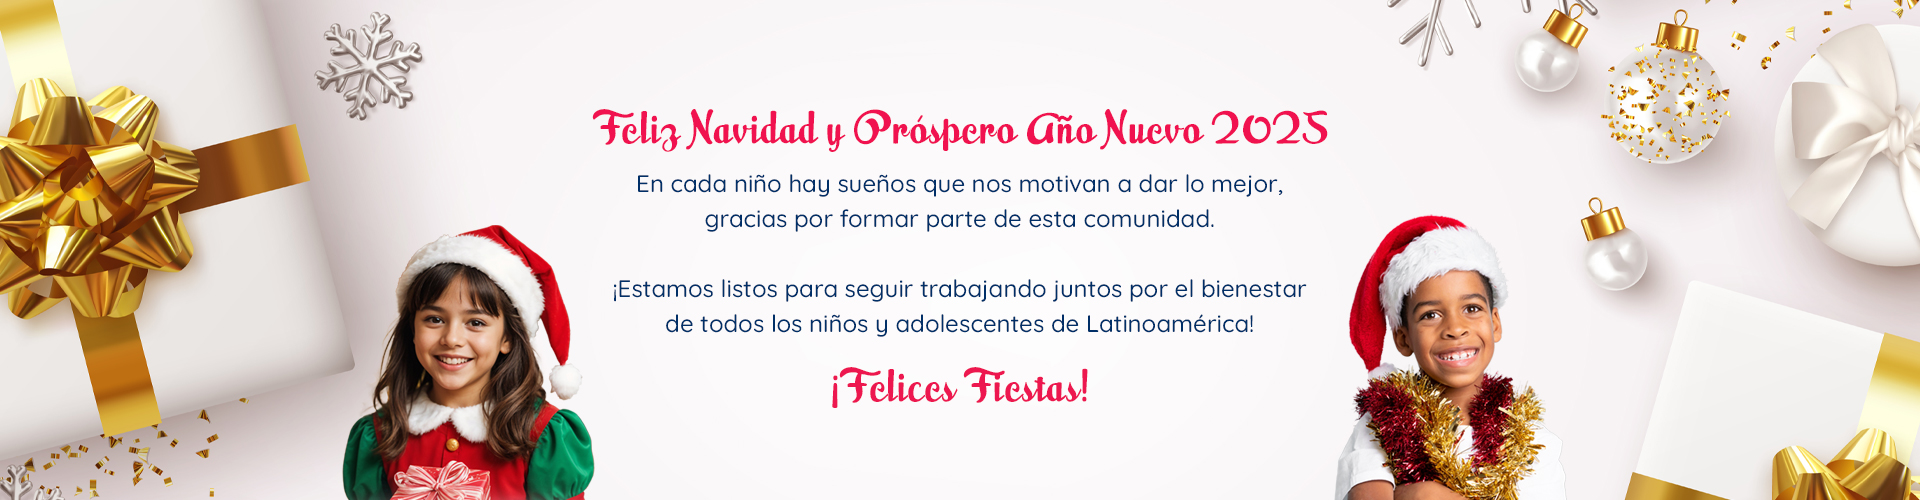 Feliz Navidad y Próspero Año Nuevo 2025
En cada niño hay sueños que nos motivan a dar lo mejor,
gracias por formar parte de esta comunidad.
¡Estamos listos para seguir trabajando juntos por el bienestar
de todos los niños y adolescentes de Latinoamérica!
¡Felices Fiestas!